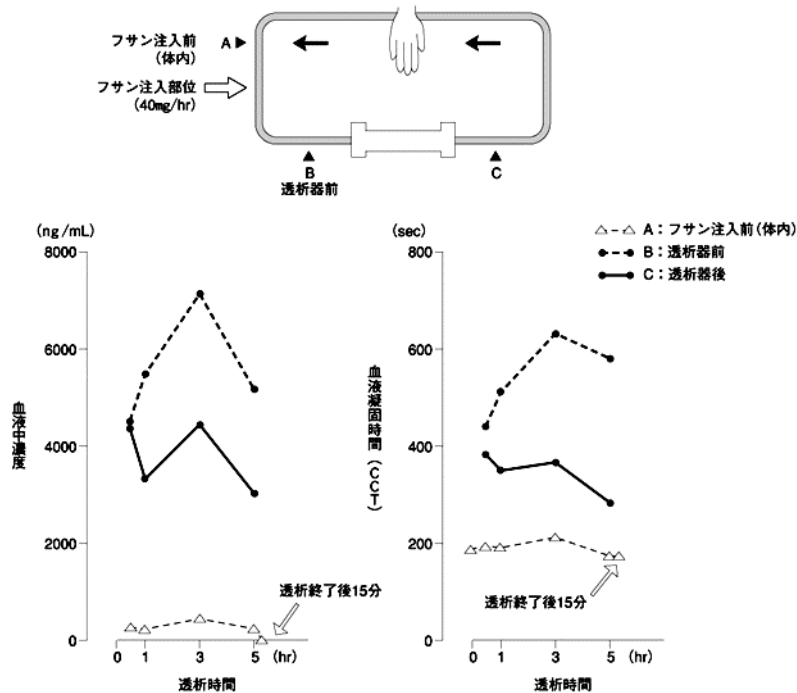 フサン注入前
(体内)
A
フサン注入部位
(40mg/hr)
B
透析器前
C
(ng/mL)
8000
6000
4000
2000
0
血液中濃度
透析終了後15分
0 1 3 5 (hr)
透析時間
(sec)
800
600
400
200
0
血液凝固時間(CCT)
A:フサン注入前(体内)
B:透析器前
C:透析器後
透析終了後15分
0 1 3 5 (hr)
透析時間